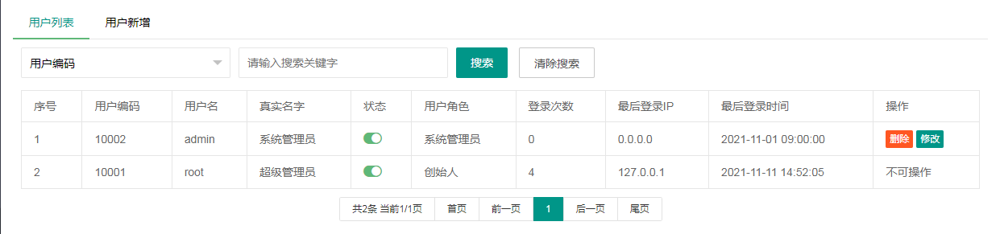 用户列表 用户新增
用户编码 请输入搜索关键字 搜索 清除搜索
序号 用户编码 用户名 真实名字 状态 用户角色 登录次数 最后登录IP 最后登录时间 操作
1 10002 admin 系统管理员 系统管理员 0 0.0.0.0 2021-11-01 09:00:00 删除 修改
2 10001 root 超级管理员 创始人 4 127.0.0.1 2021-11-11 14:52:05 不可操作
共2条 当前1/1页 首页 前一页 1 后一页 尾页